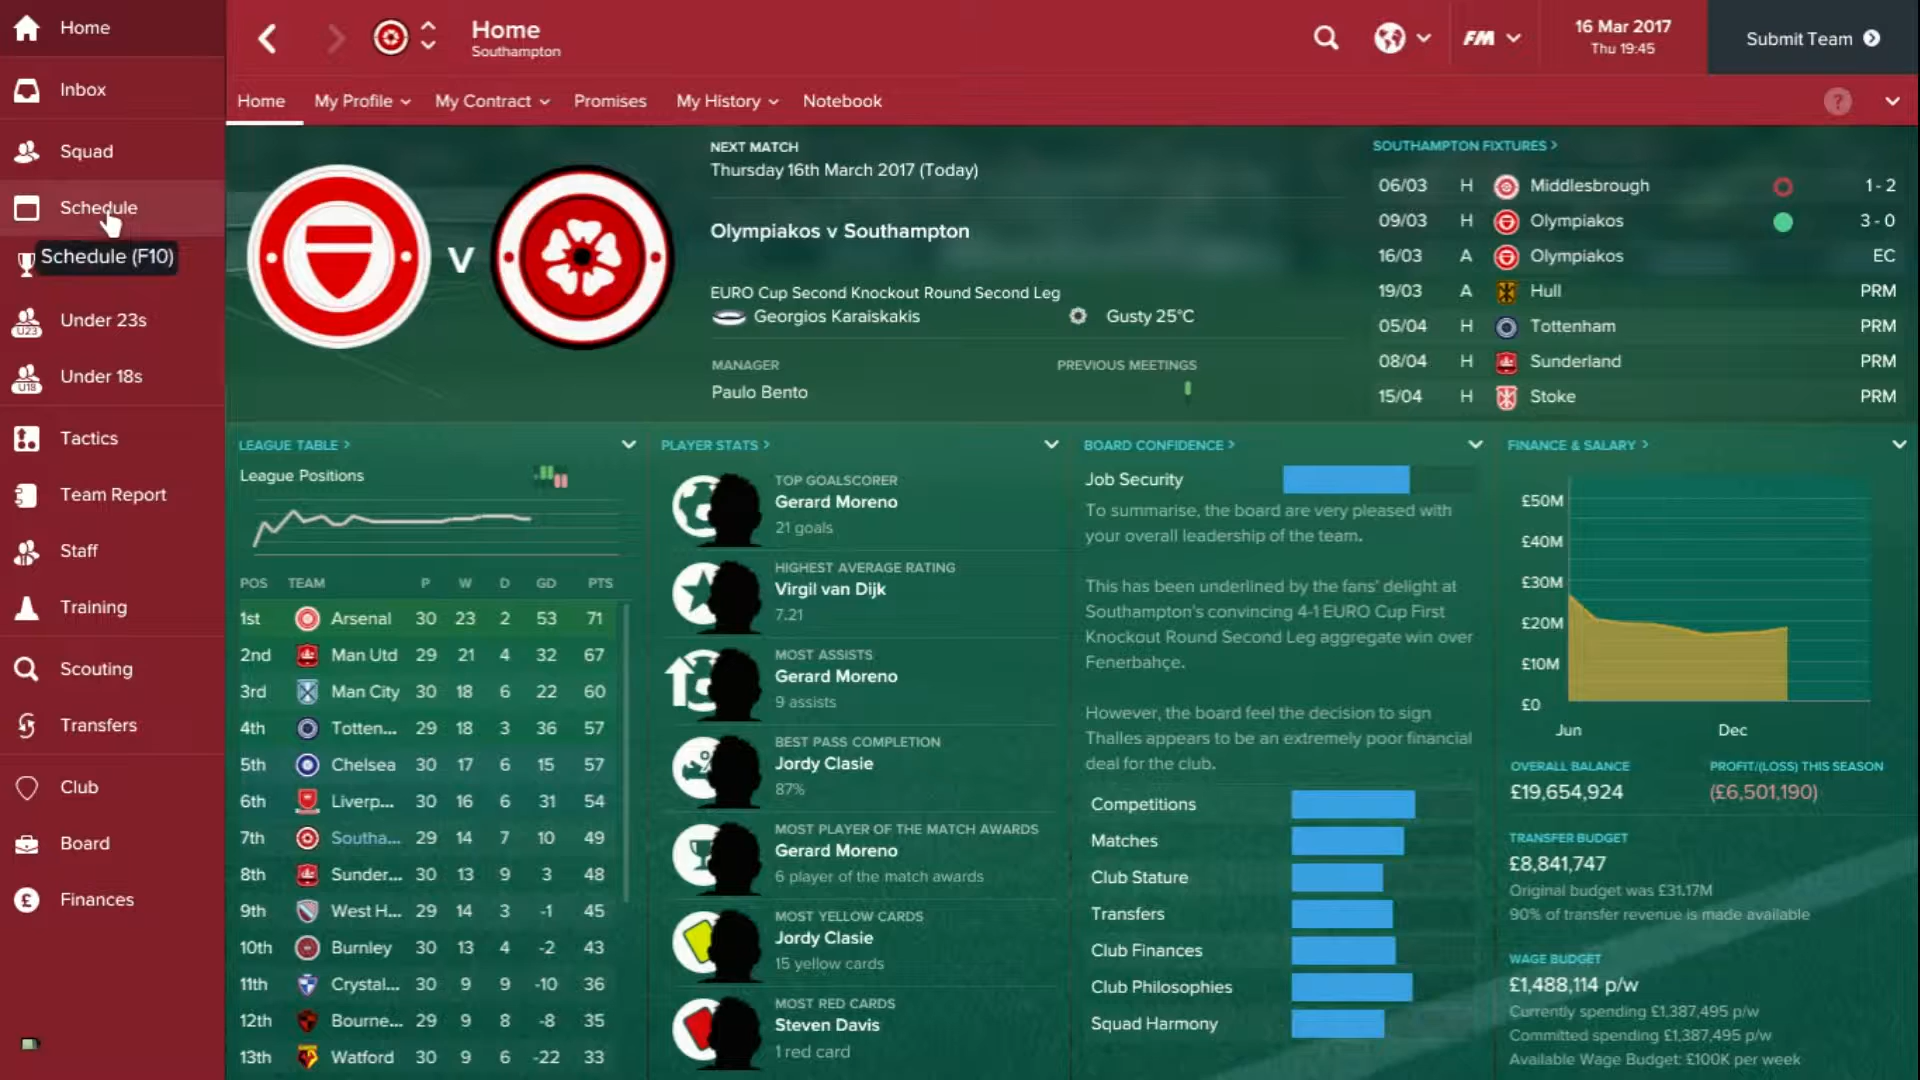 Home
Inbox
Squad
Schedule
Schedule (F10)
U23 Under 23s
U18 Under 18s
Tactics
Team Report
Staff
Training
Scouting
Transfers
Club
Board
£ Finances
Home
Southampton
FM
16 Mar 2017
Thu 19:45
Submit Team
Home My Profile My Contract Promises My History Notebook
?
V
NEXT MATCH
Thursday 16th March 2017 (Today)
Olympiakos v Southampton
EURO Cup Second Knockout Round Second Leg
Georgios Karaiskakis Gusty 25°C
MANAGER PREVIOUS MEETINGS
Paulo Bento
SOUTHAMPTON FIXTURES >
06/03 H Middlesbrough 1 - 2
09/03 H Olympiakos 3 - 0
16/03 A Olympiakos EC
19/03 A Hull PRM
05/04 H Tottenham PRM
08/04 H Sunderland PRM
15/04 H Stoke PRM
LEAGUE TABLE >
League Positions
POS TEAM P W D GD PTS
1st Arsenal 30 23 2 53 71
2nd Man Utd 29 21 4 32 67
3rd Man City 30 18 6 22 60
4th Totten... 29 18 3 36 57
5th Chelsea 30 17 6 15 57
6th Liverp... 30 16 6 31 54
7th Southa... 29 14 7 10 49
8th Sunder... 30 13 9 3 48
9th West H... 29 14 3 -1 45
10th Burnley 30 13 4 -2 43
11th Crystal... 30 9 9 -10 36
12th Bourne... 29 9 8 -8 35
13th Watford 30 9 6 -22 33
PLAYER STATS >
TOP GOALSCORER
Gerard Moreno
21 goals
HIGHEST AVERAGE RATING
Virgil van Dijk
7.21
MOST ASSISTS
Gerard Moreno
9 assists
BEST PASS COMPLETION
Jordy Clasie
87%
MOST PLAYER OF THE MATCH AWARDS
Gerard Moreno
6 player of the match awards
MOST YELLOW CARDS
Jordy Clasie
15 yellow cards
MOST RED CARDS
Steven Davis
1 red card
BOARD CONFIDENCE >
Job Security
To summarise, the board are very pleased with
your overall leadership of the team.
This has been underlined by the fans' delight at
Southampton's convincing 4-1 EURO Cup First
Knockout Round Second Leg aggregate win over
Fenerbahçe.
However, the board feel the decision to sign
Thalles appears to be an extremely poor financial
deal for the club.
Competitions
Matches
Club Stature
Transfers
Club Finances
Club Philosophies
Squad Harmony
FINANCE & SALARY >
£50M
£40M
£30M
£20M
£10M
£0
Jun Dec
OVERALL BALANCE PROFIT/(LOSS) THIS SEASON
£19,654,924 (£6,501,190)
TRANSFER BUDGET
£8,841,747
Original budget was £31.17M
90% of transfer revenue is made available
WAGE BUDGET
£1,488,114 p/w
Currently spending £1,387,495 p/w
Committed spending £1,387,495 p/w
Available Wage Budget: £100K per week